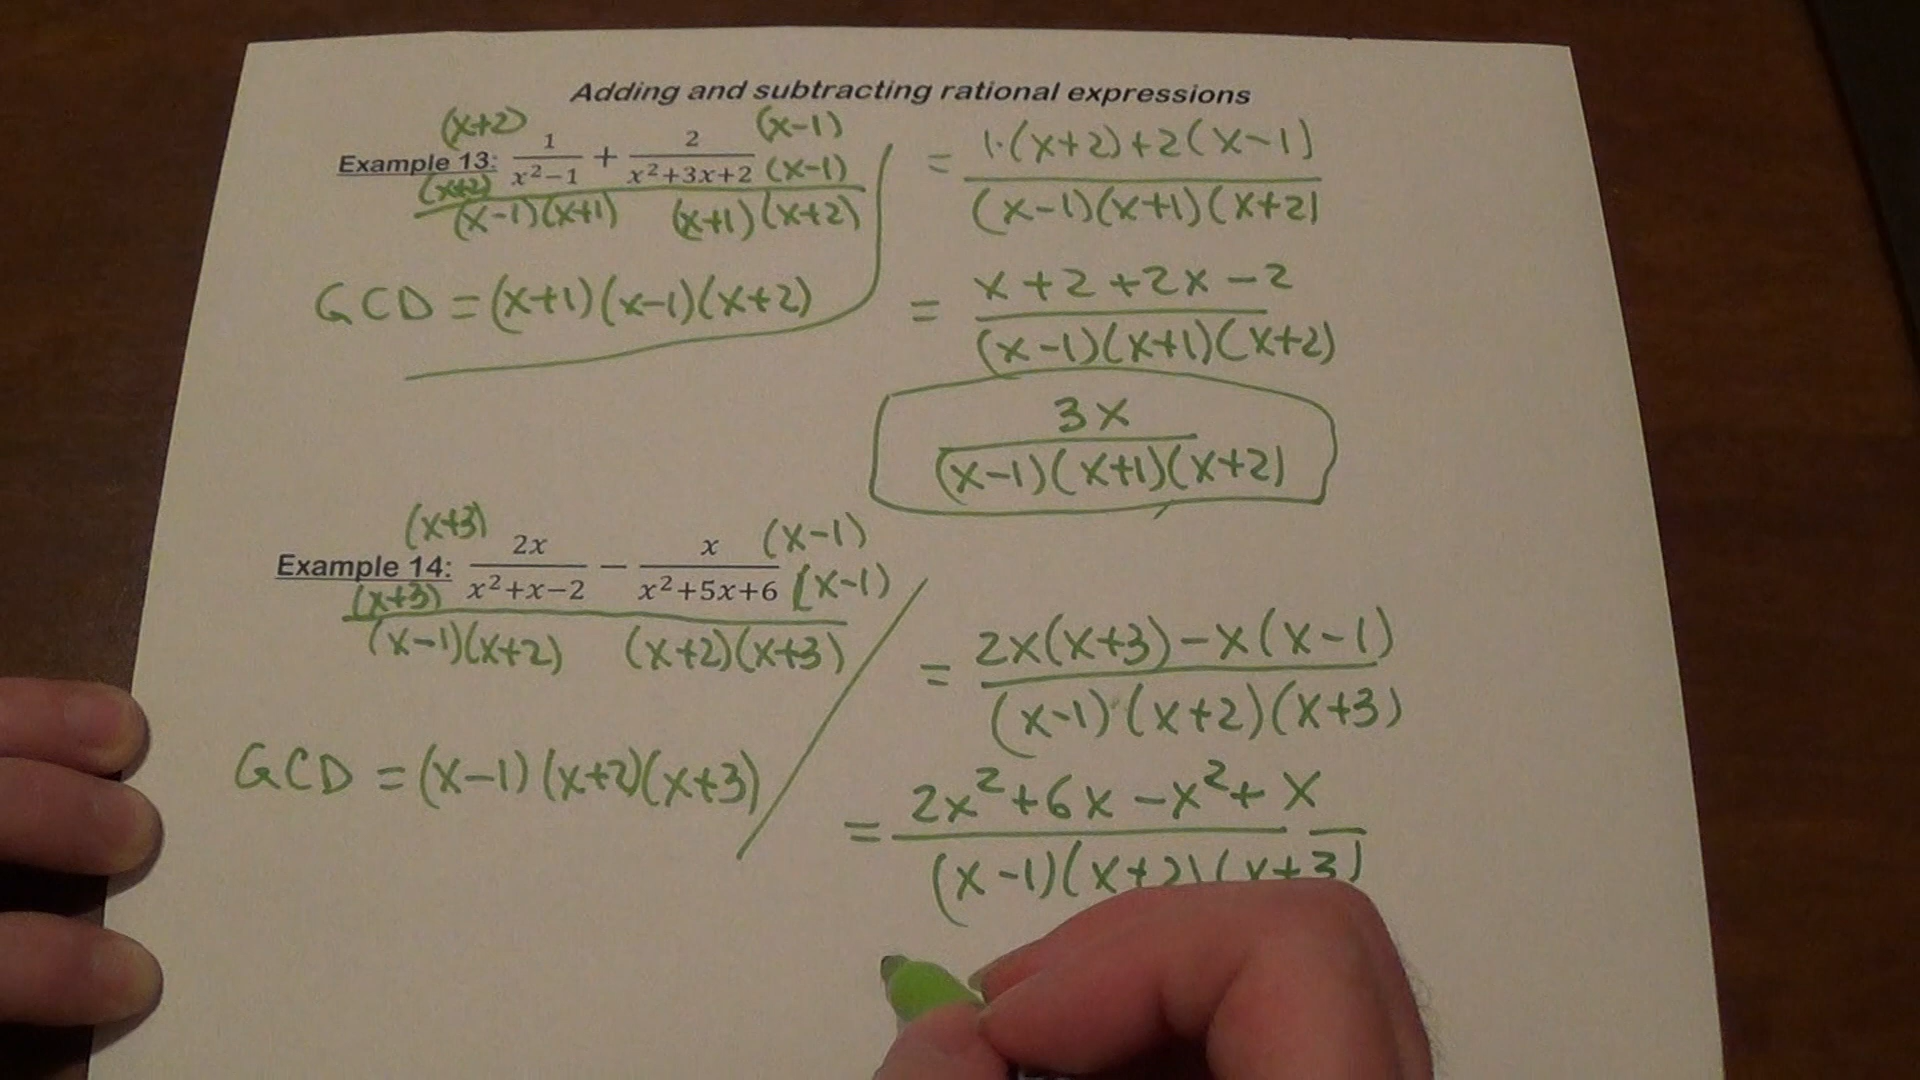 Adding and subtracting rational expressions
(x+2) (x-1)
Example 13: 1/(x²-1) + 2/(x²+3x+2) (x-1)
(x+2)
(x-1)(x+1) (x+1)(x+2)
GCD = (x+1)(x-1)(x+2)
= 1·(x+2)+2(x-1)
(x-1)(x+1)(x+2)
= x+2+2x-2
(x-1)(x+1)(x+2)
3x
(x-1)(x+1)(x+2)
(x+3) (x-1)
Example 14: 2x/(x²+x-2) - x/(x²+5x+6) (x-1)
(x+3)
(x-1)(x+2) (x+2)(x+3)
GCD = (x-1)(x+2)(x+3)
= 2x(x+3)-x(x-1)
(x-1)(x+2)(x+3)
= 2x²+6x-x²+x
(x-1)(x+2)(x+3)